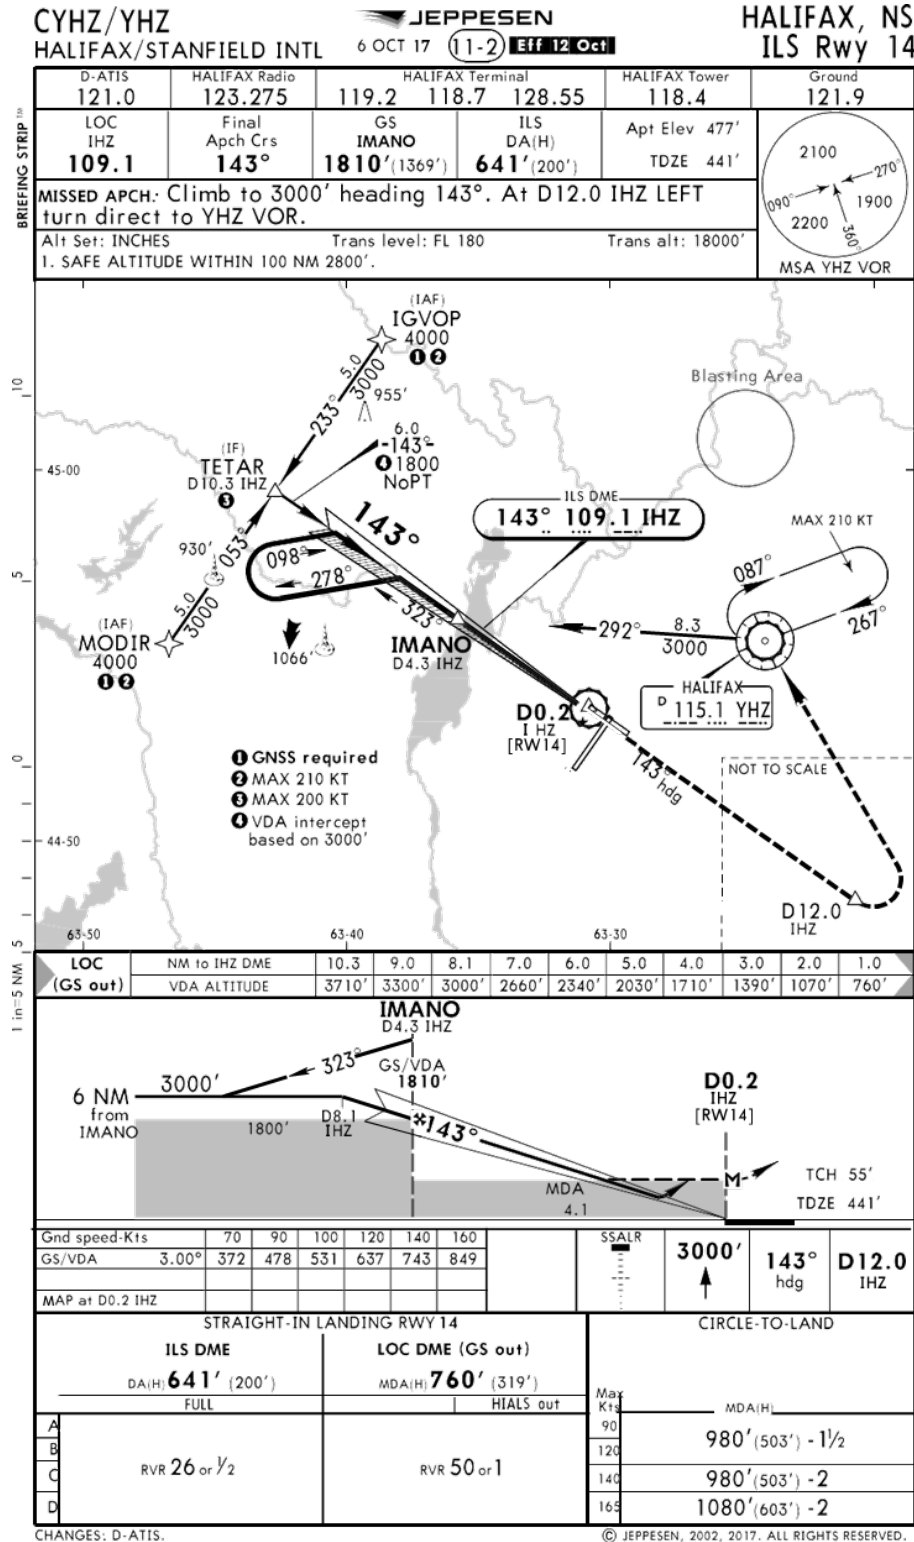 CYHZ/YHZ
HALIFAX/STANFIELD INTL
JEPPESEN
6 OCT 17 11-2 Eff 12 Oct
HALIFAX, NS
ILS Rwy 14
BRIEFING STRIP TM
D-ATIS HALIFAX Radio HALIFAX Terminal HALIFAX Tower Ground
121.0 123.275 119.2 118.7 128.55 118.4 121.9
LOC
IHZ
109.1
Final
Apch Crs
143°
GS
IMANO
1810'(1369')
ILS
DA(H)
641'(200')
Apt Elev 477'
TDZE 441'
MISSED APCH: Climb to 3000' heading 143°. At D12.0 IHZ LEFT
turn direct to YHZ VOR.
Alt Set: INCHES Trans level: FL 180 Trans alt: 18000'
1. SAFE ALTITUDE WITHIN 100 NM 2800'.
2100
270°
090°
1900
2200
360°
MSA YHZ VOR
(IAF)
IGVOP
4000
1 2
5.0
3000
233°
955'
Blasting Area
6.0
143°
4 1800
NoPT
(IF)
TETAR
D10.3 IHZ
3
45-00
ILS DME
143° 109.1 IHZ
143°
MAX 210 KT
930'
053°
098°
278°
087°
267°
5.0
3000
323°
(IAF)
MODIR
4000
1 2
1066'
IMANO
D4.3 IHZ
292°
8.3
3000
HALIFAX
D 115.1 YHZ
D0.2
I HZ
[RW14]
143° hdg
NOT TO SCALE
1 GNSS required
2 MAX 210 KT
3 MAX 200 KT
4 VDA intercept
based on 3000'
44-50
D12.0
IHZ
63-50 63-40 63-30
10
5
0
5
1 in=5 NM
LOC
(GS out)
NM to IHZ DME 10.3 9.0 8.1 7.0 6.0 5.0 4.0 3.0 2.0 1.0
VDA ALTITUDE 3710' 3300' 3000' 2660' 2340' 2030' 1710' 1390' 1070' 760'
IMANO
D4.3 IHZ
323°
GS/VDA
1810'
3000'
6 NM
from
IMANO
D8.1
IHZ
1800'
143°
D0.2
IHZ
[RW14]
M
MDA
4.1
TCH 55'
TDZE 441'
Gnd speed-Kts 70 90 100 120 140 160
GS/VDA 3.00° 372 478 531 637 743 849
MAP at D0.2 IHZ
SSALR
3000'
143°
hdg
D12.0
IHZ
STRAIGHT-IN LANDING RWY 14
ILS DME
DA(H) 641' (200')
FULL
LOC DME (GS out)
MDA(H) 760' (319')
HIALS out
A
B
C
D
RVR 26 or 1/2
RVR 50 or 1
CIRCLE-TO-LAND
Max
Kts
MDA(H)
90
120
980'(503') -1 1/2
140
980'(503') -2
165
1080'(603') -2
CHANGES: D-ATIS.
© JEPPESEN, 2002, 2017. ALL RIGHTS RESERVED.